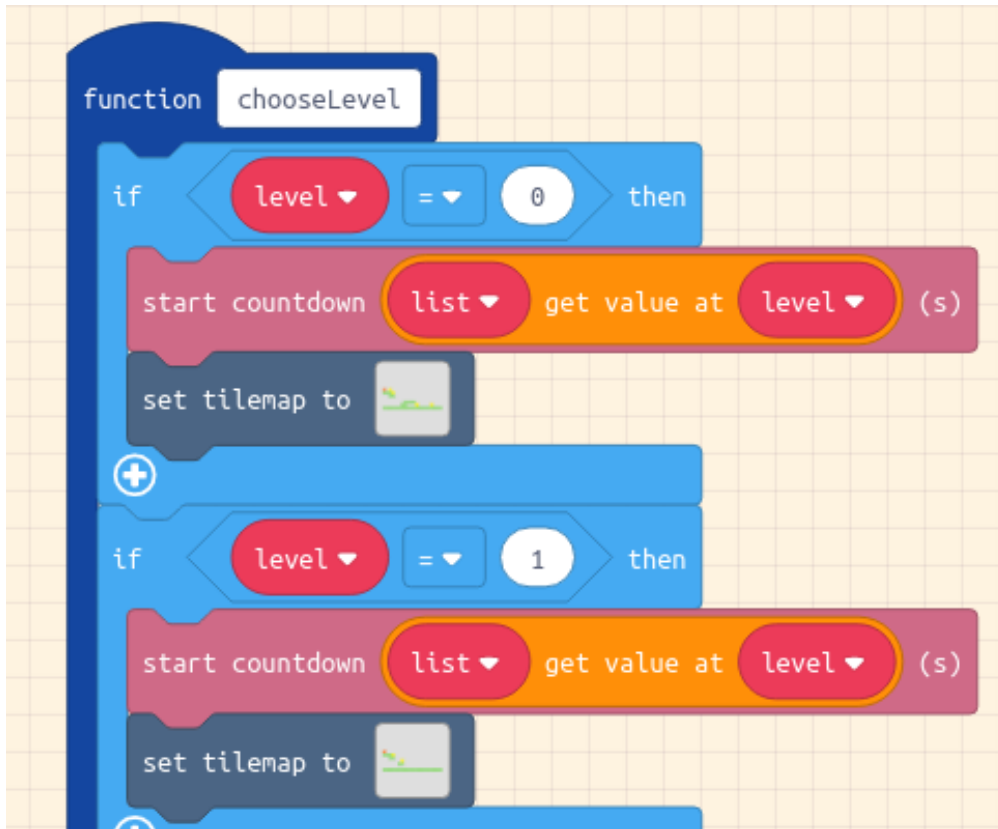 function chooseLevel
if level = 0 then
start countdown list get value at level (s)
set tilemap to
if level = 1 then
start countdown list get value at level (s)
set tilemap to